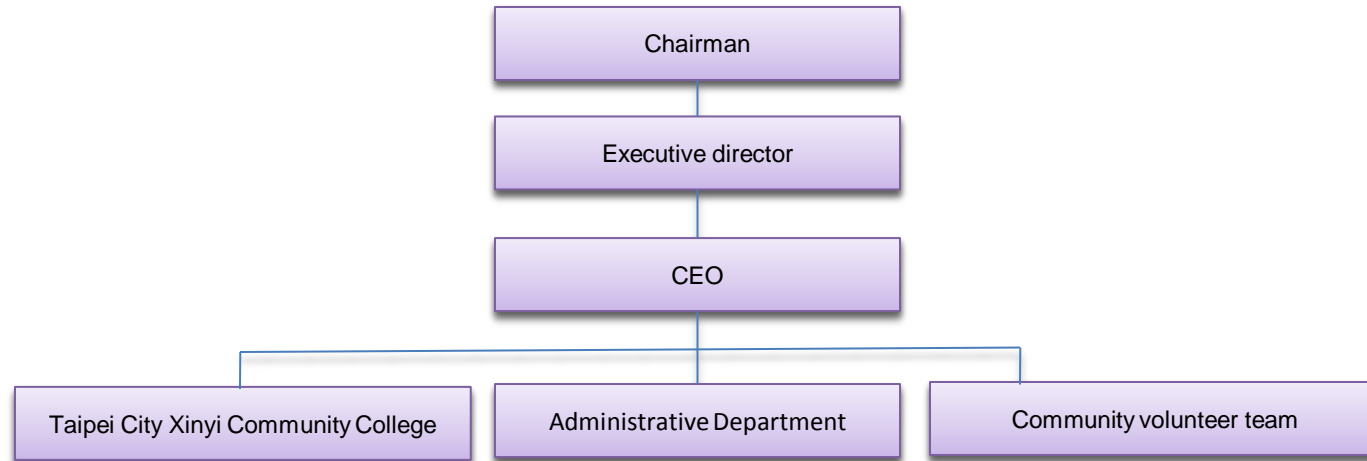 Chairman
Executive director
CEO
Taipei City Xinyi Community College
Administrative Department
Community volunteer team